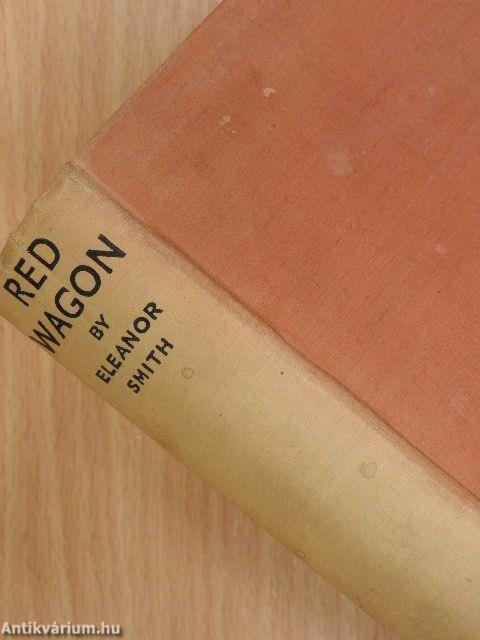 RED
WAGON
BY
ELEANOR
SMITH
Antikvárium.hu